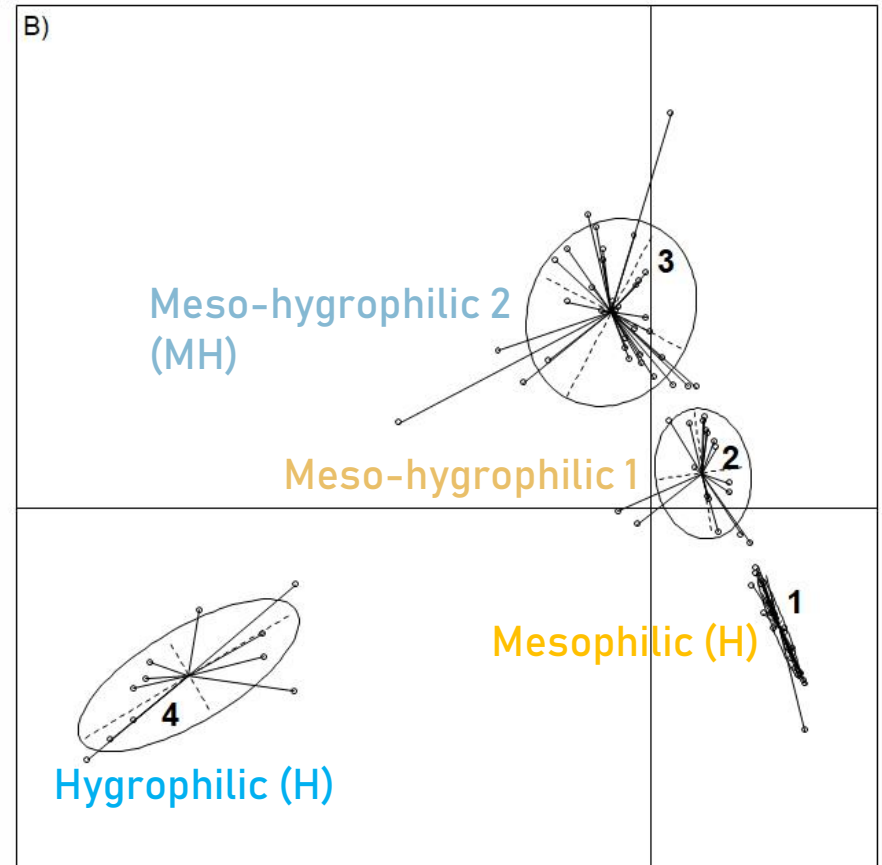 B)
3
Meso-hygrophilic 2
(MH)
2
Meso-hygrophilic 1
1
Mesophilic (H)
4
Hygrophilic (H)